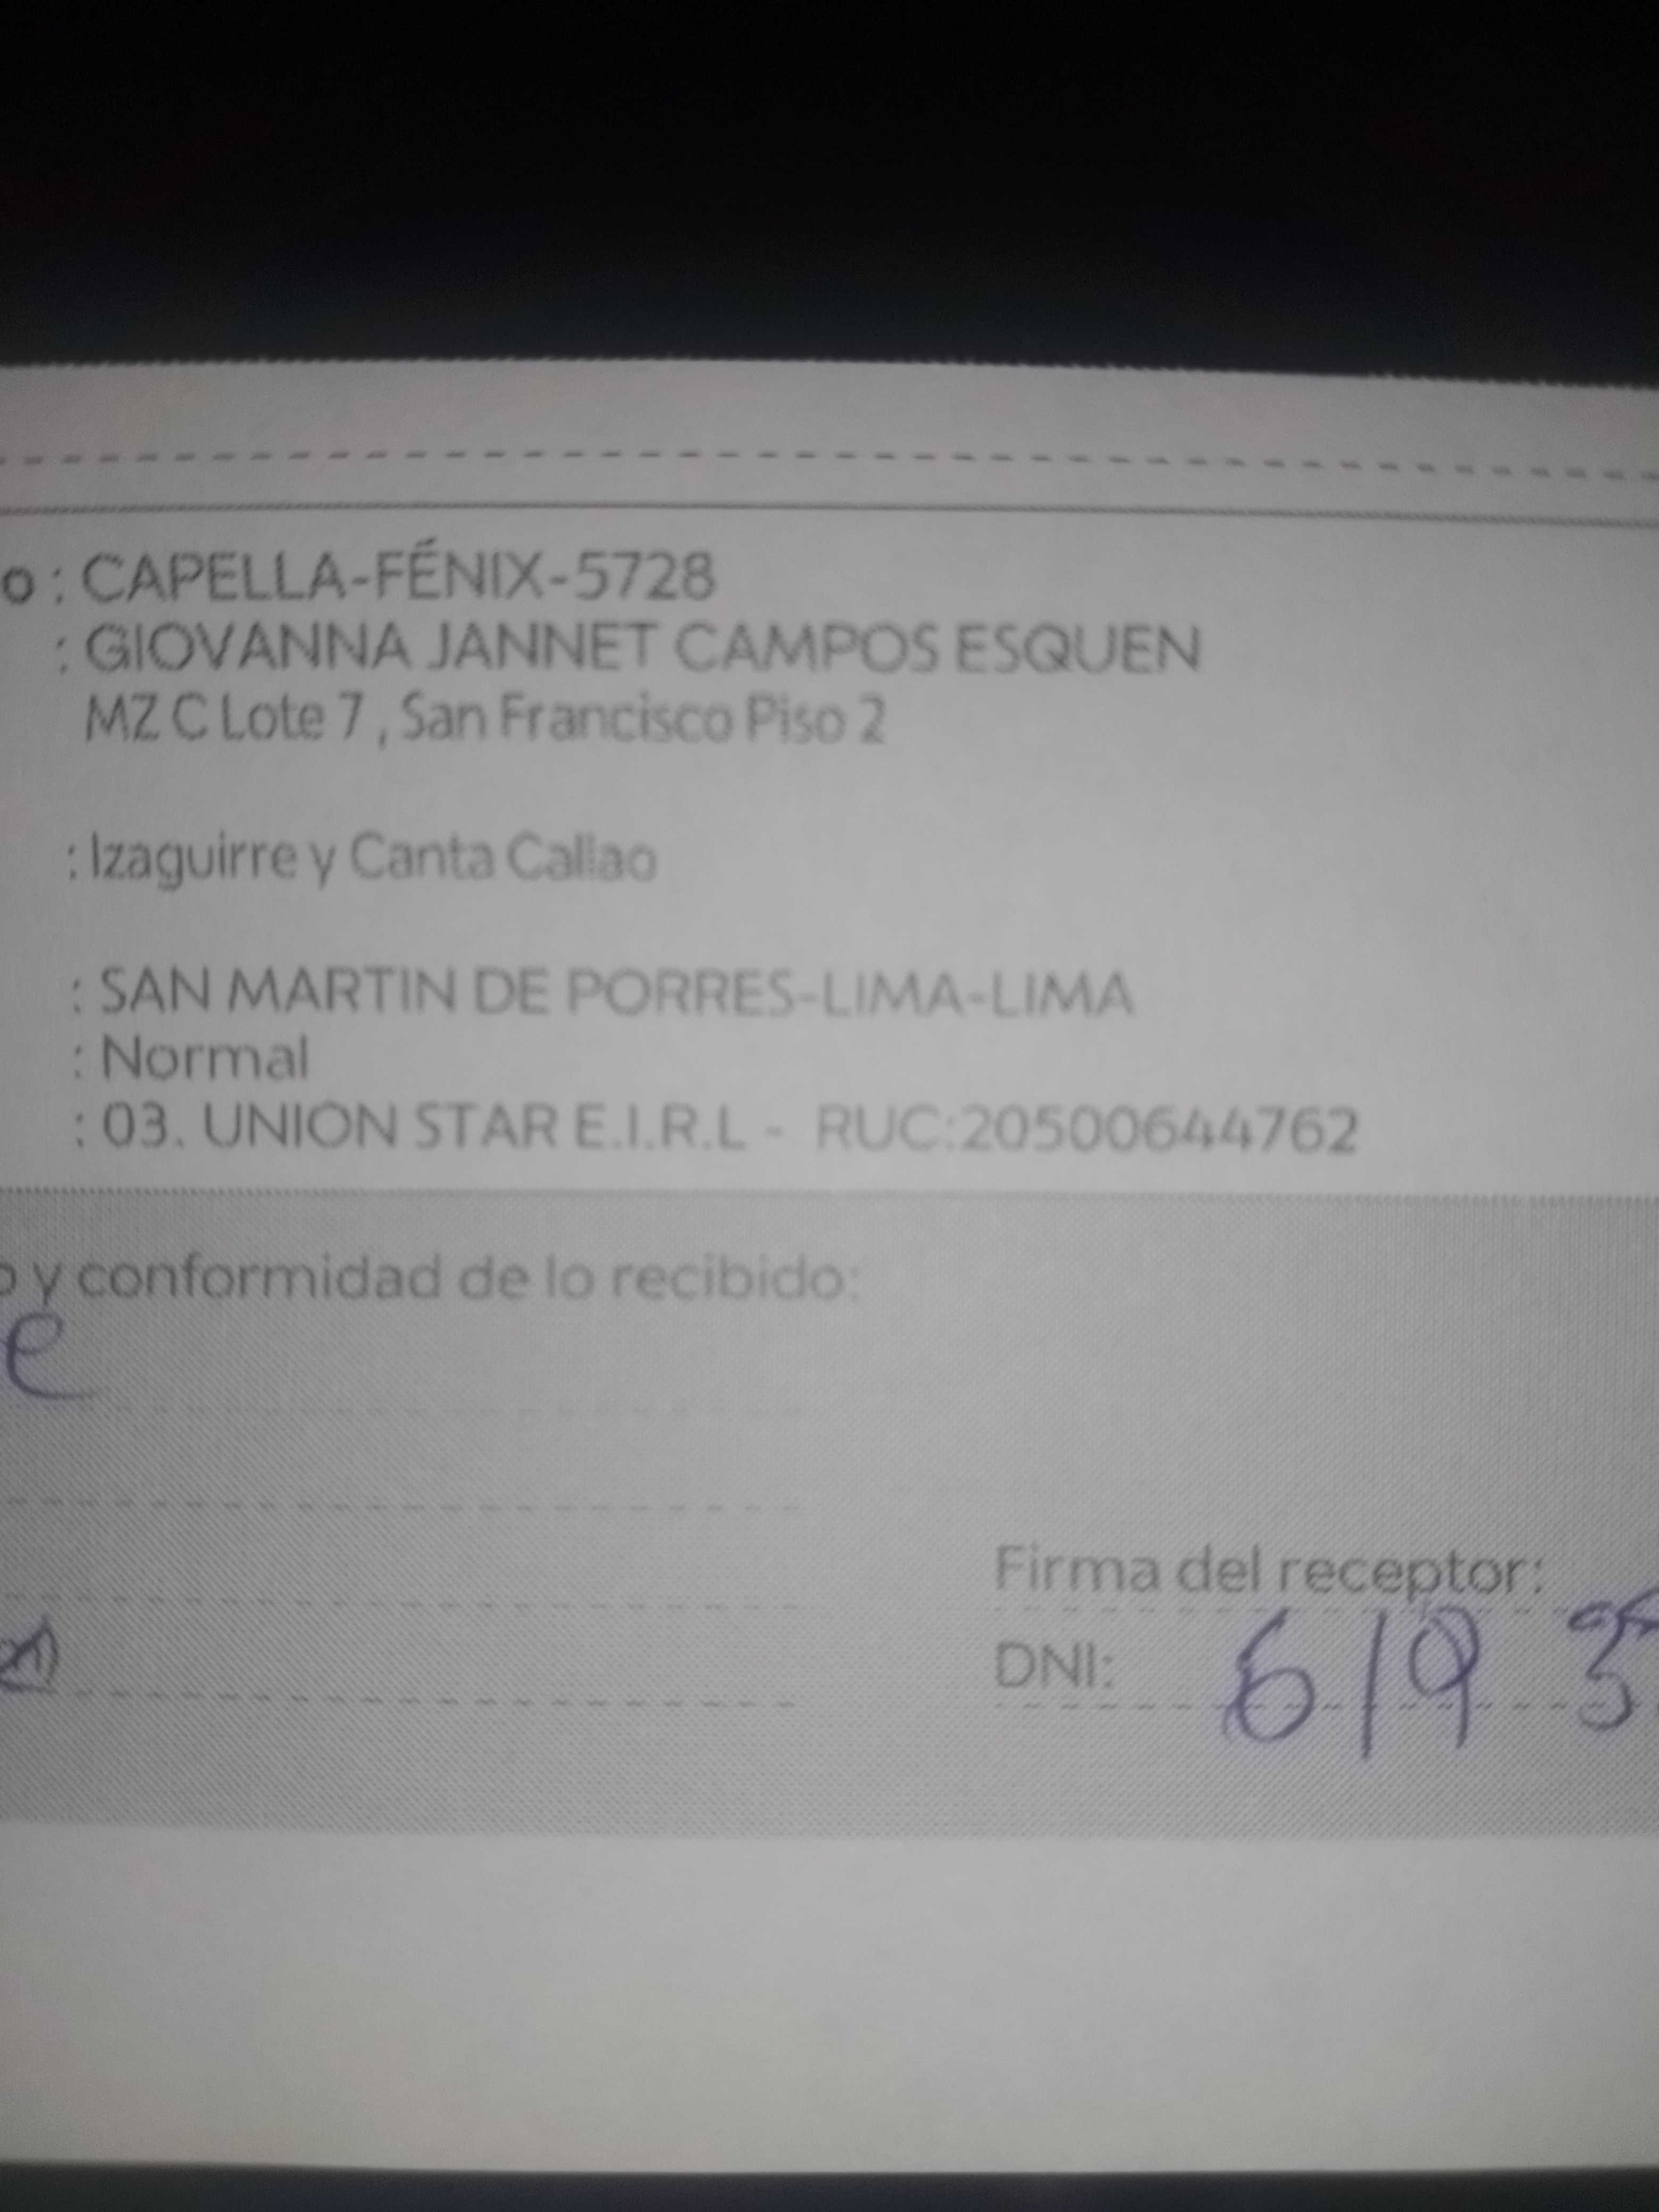 o : CAPELLA-FÉNIX-5728
: GIOVANNA JANNET CAMPOS ESQUEN
MZ C Lote 7 , San Francisco Piso 2
: Izaguirre y Canta Callao
: SAN MARTIN DE PORRES-LIMA-LIMA
: Normal
: 03. UNION STAR E.I.R.L - RUC:20500644762
o y conformidad de lo recibido:
e
Firma del receptor:
DNI: 619